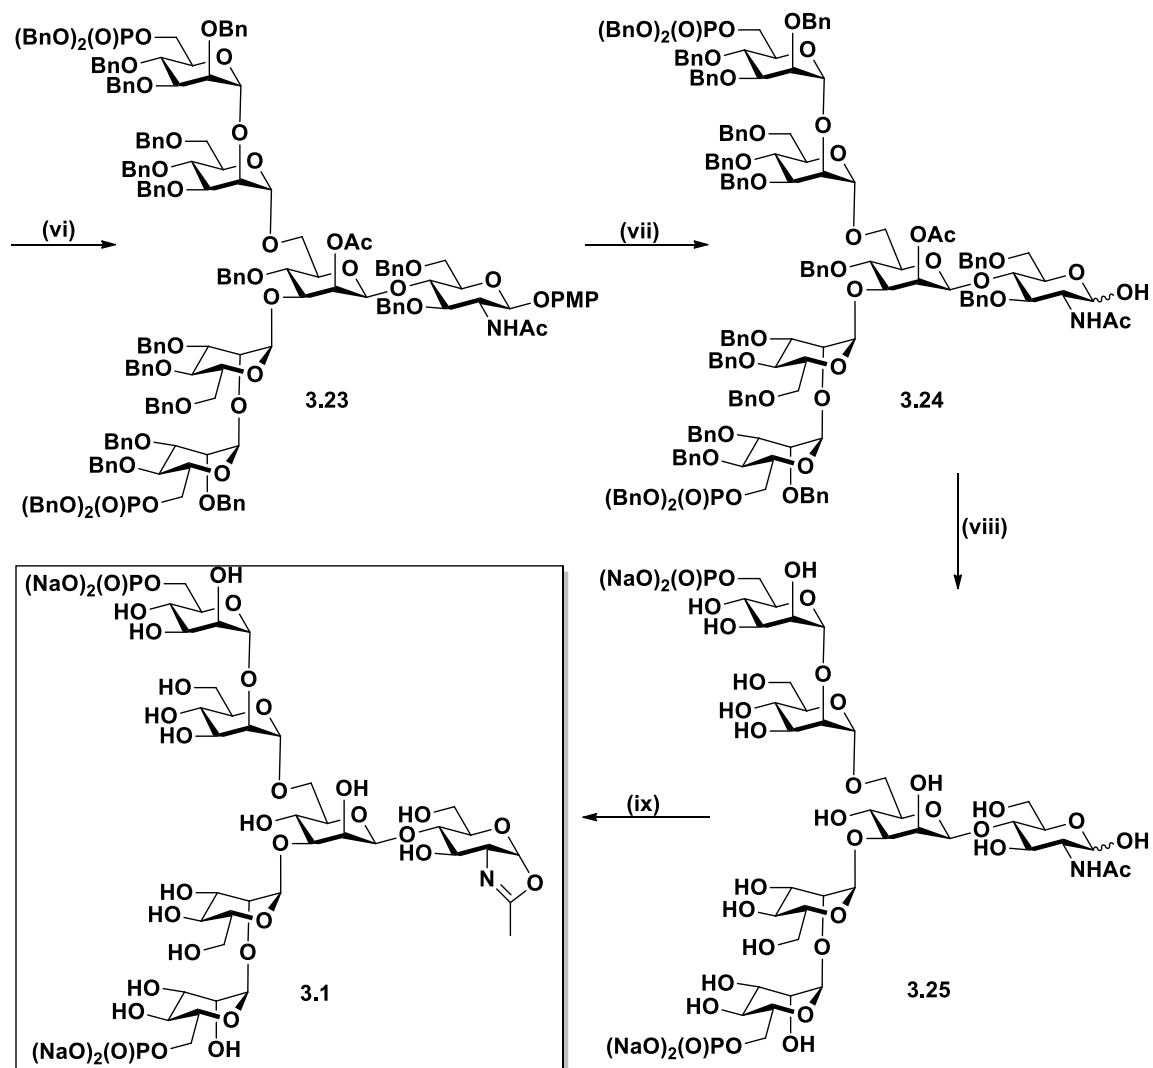 (BnO)2(O)PO OBn
BnO O
BnO
O
BnO
BnO O
BnO
O OAc
BnO O BnO
O O O
BnO OPMP
NHAc
BnO
BnO O
BnO O
BnO
BnO O
(BnO)2(O)PO OBn
3.23
(vi)
(vii)
(BnO)2(O)PO OBn
BnO O
BnO
O
BnO
BnO O
BnO
O OAc
BnO O BnO
O O O
BnO OH
NHAc
BnO
BnO O
BnO O
BnO
BnO O
(BnO)2(O)PO OBn
3.24
(viii)
(NaO)2(O)PO OH
HO O
HO
O
HO
HO O
HO
O OH
HO O HO
O O O
HO N O
HO
HO O
HO O
HO
HO O
(NaO)2(O)PO OH
3.1
(ix)
(NaO)2(O)PO OH
HO O
HO
O
HO
HO O
HO
O OH
HO O HO
O O O
HO OH
NHAc
HO
HO O
HO O
HO
HO O
(NaO)2(O)PO OH
3.25